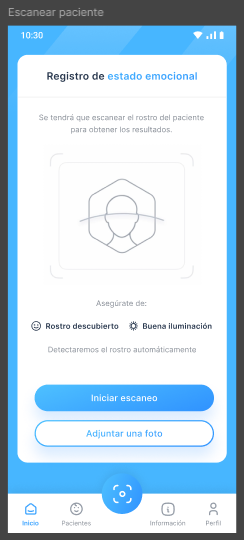 Escanear paciente
10:30
Registro de estado emocional
Se tendrá que escanear el rostro del paciente
para obtener los resultados.
Asegúrate de:
Rostro descubierto Buena iluminación
Detectaremos el rostro automáticamente
Iniciar escaneo
Adjuntar una foto
Inicio Pacientes Información Perfil